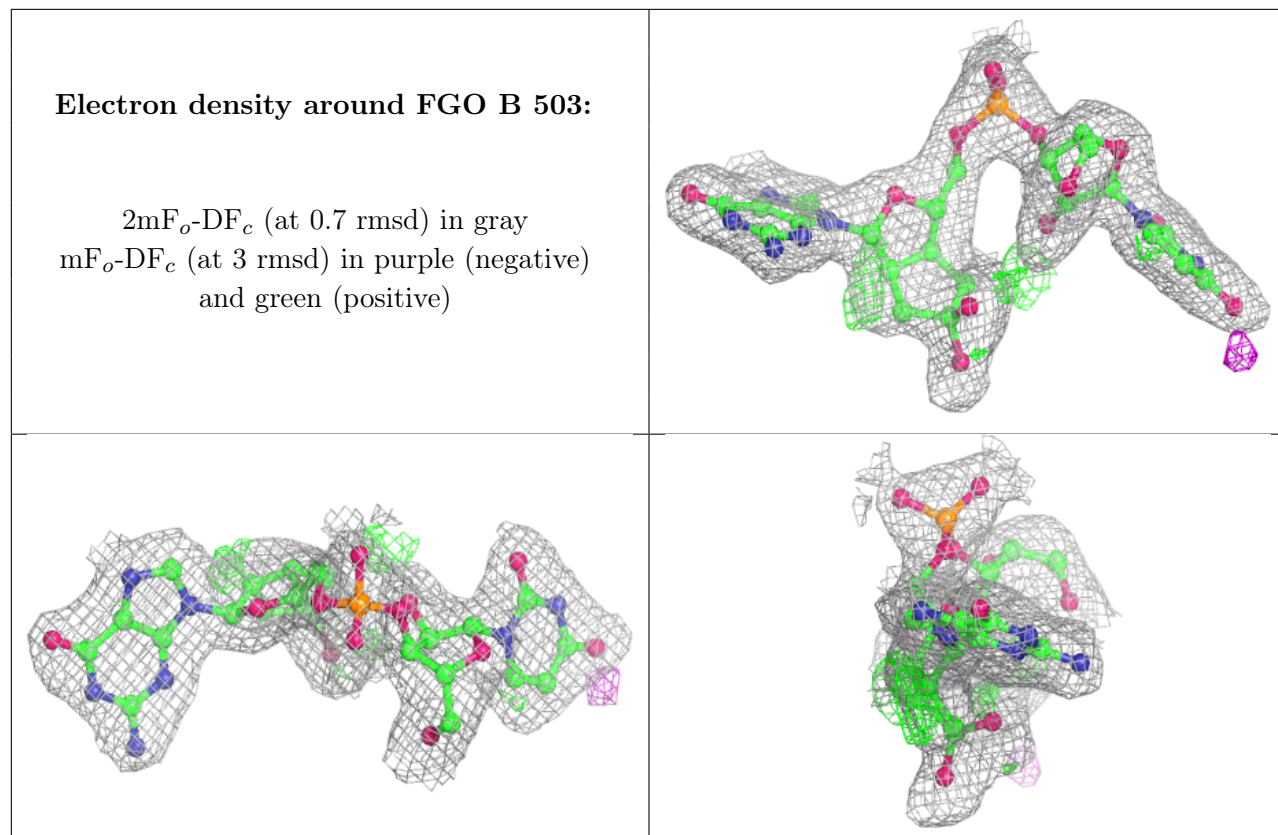 Electron density around FGO B 503:
2mFₒ-DF𝒸 (at 0.7 rmsd) in gray
mFₒ-DF𝒸 (at 3 rmsd) in purple (negative)
and green (positive)